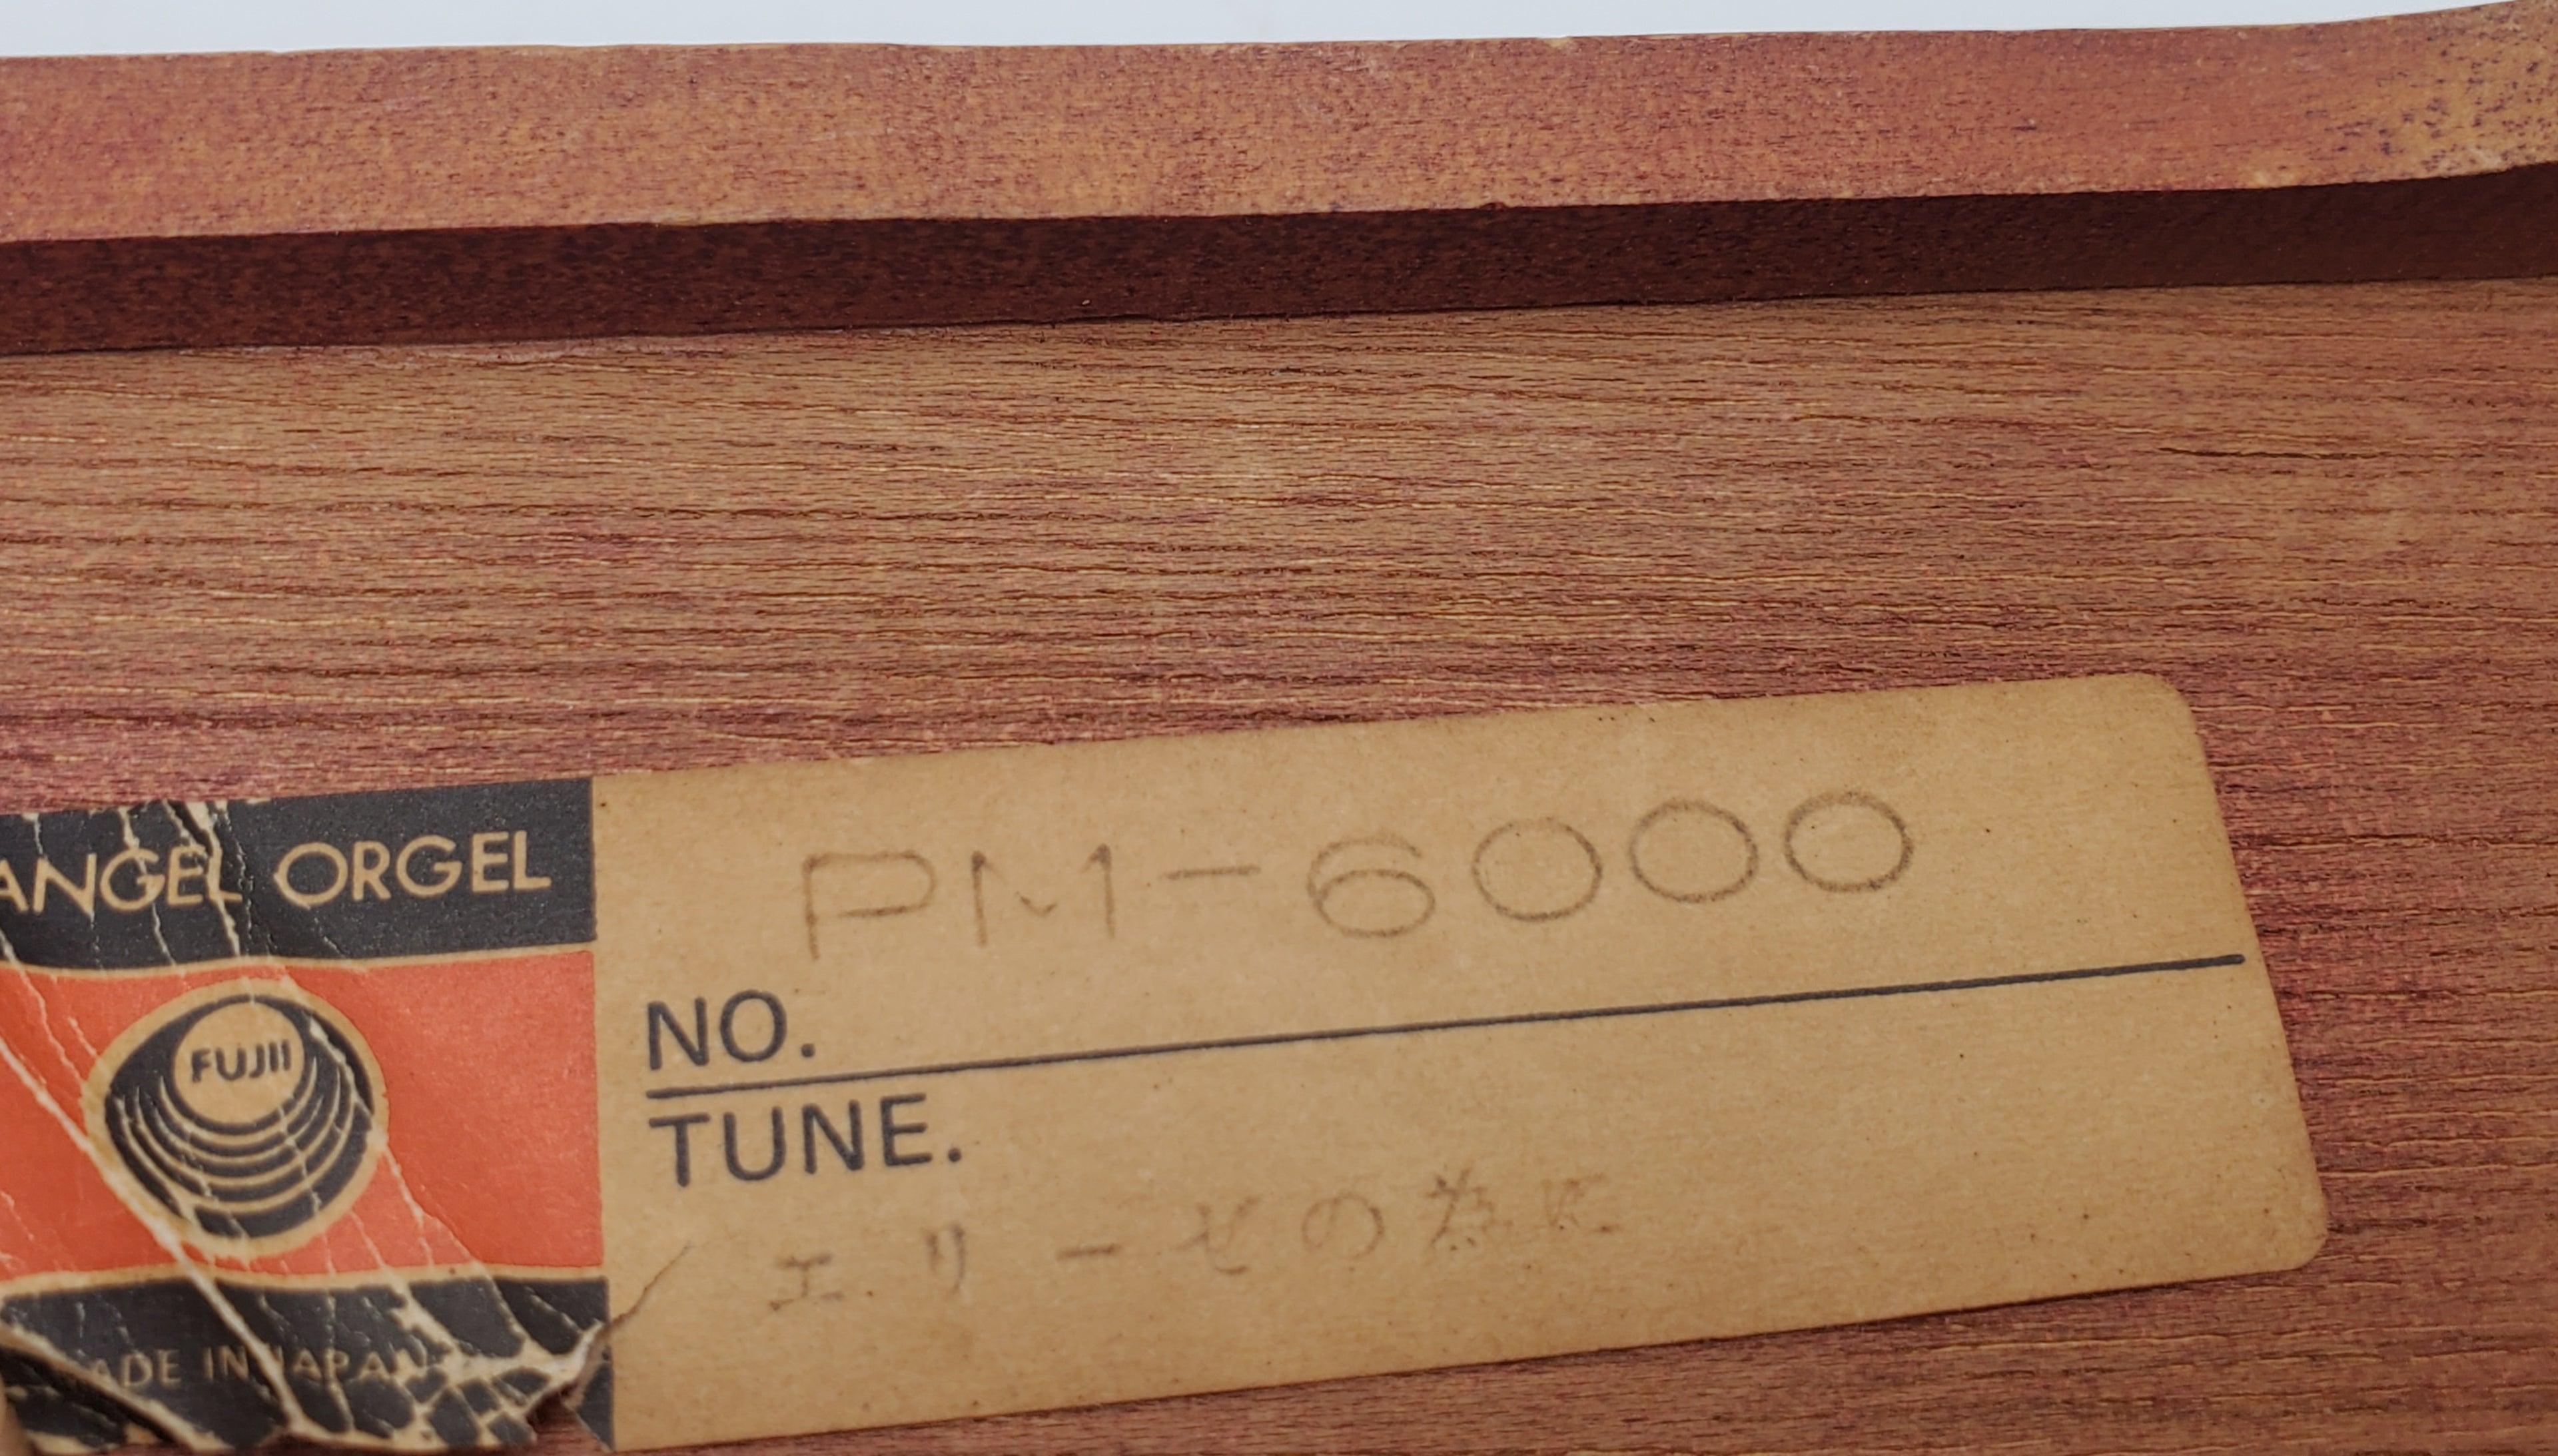 ANGEL ORGEL
FUJII
MADE IN JAPAN
PM-6000
NO.
TUNE.
エリーゼの為に